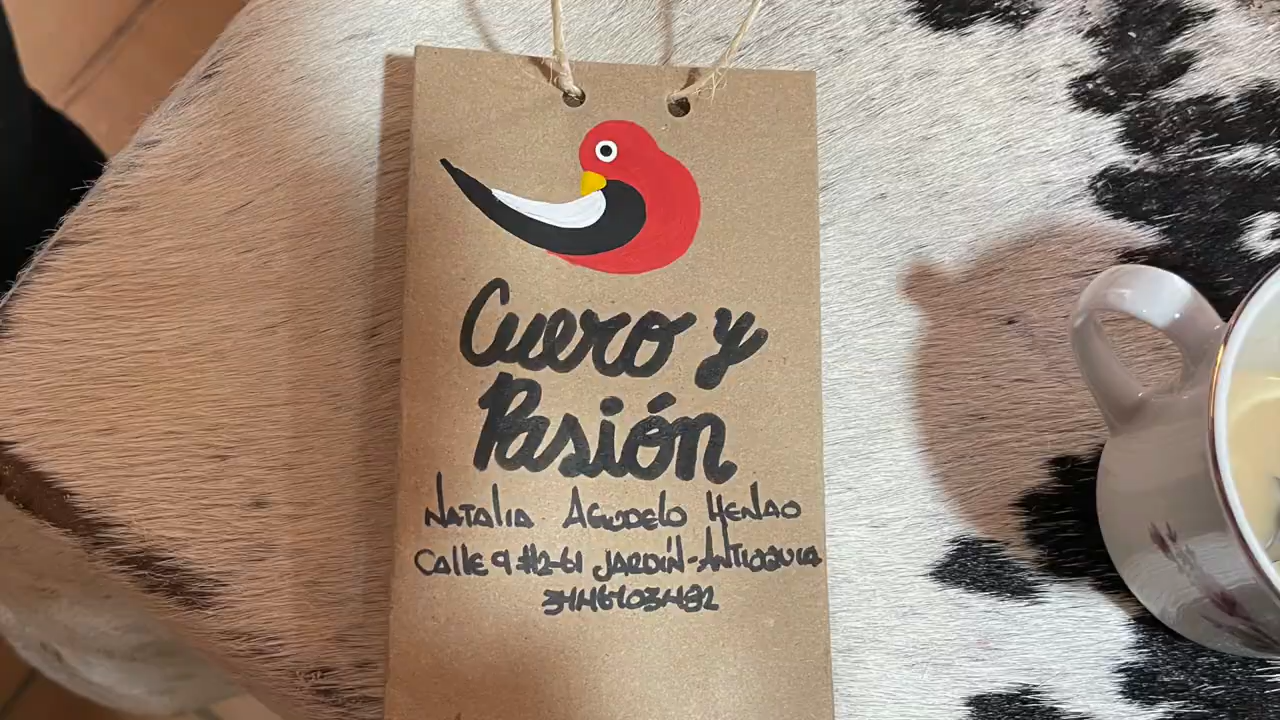 Cuero y
Pasión
NATALIA AGUDELO HENAO
CALLE 9 #2-61 JARDÍN-ANTIOQUIA
3146103482